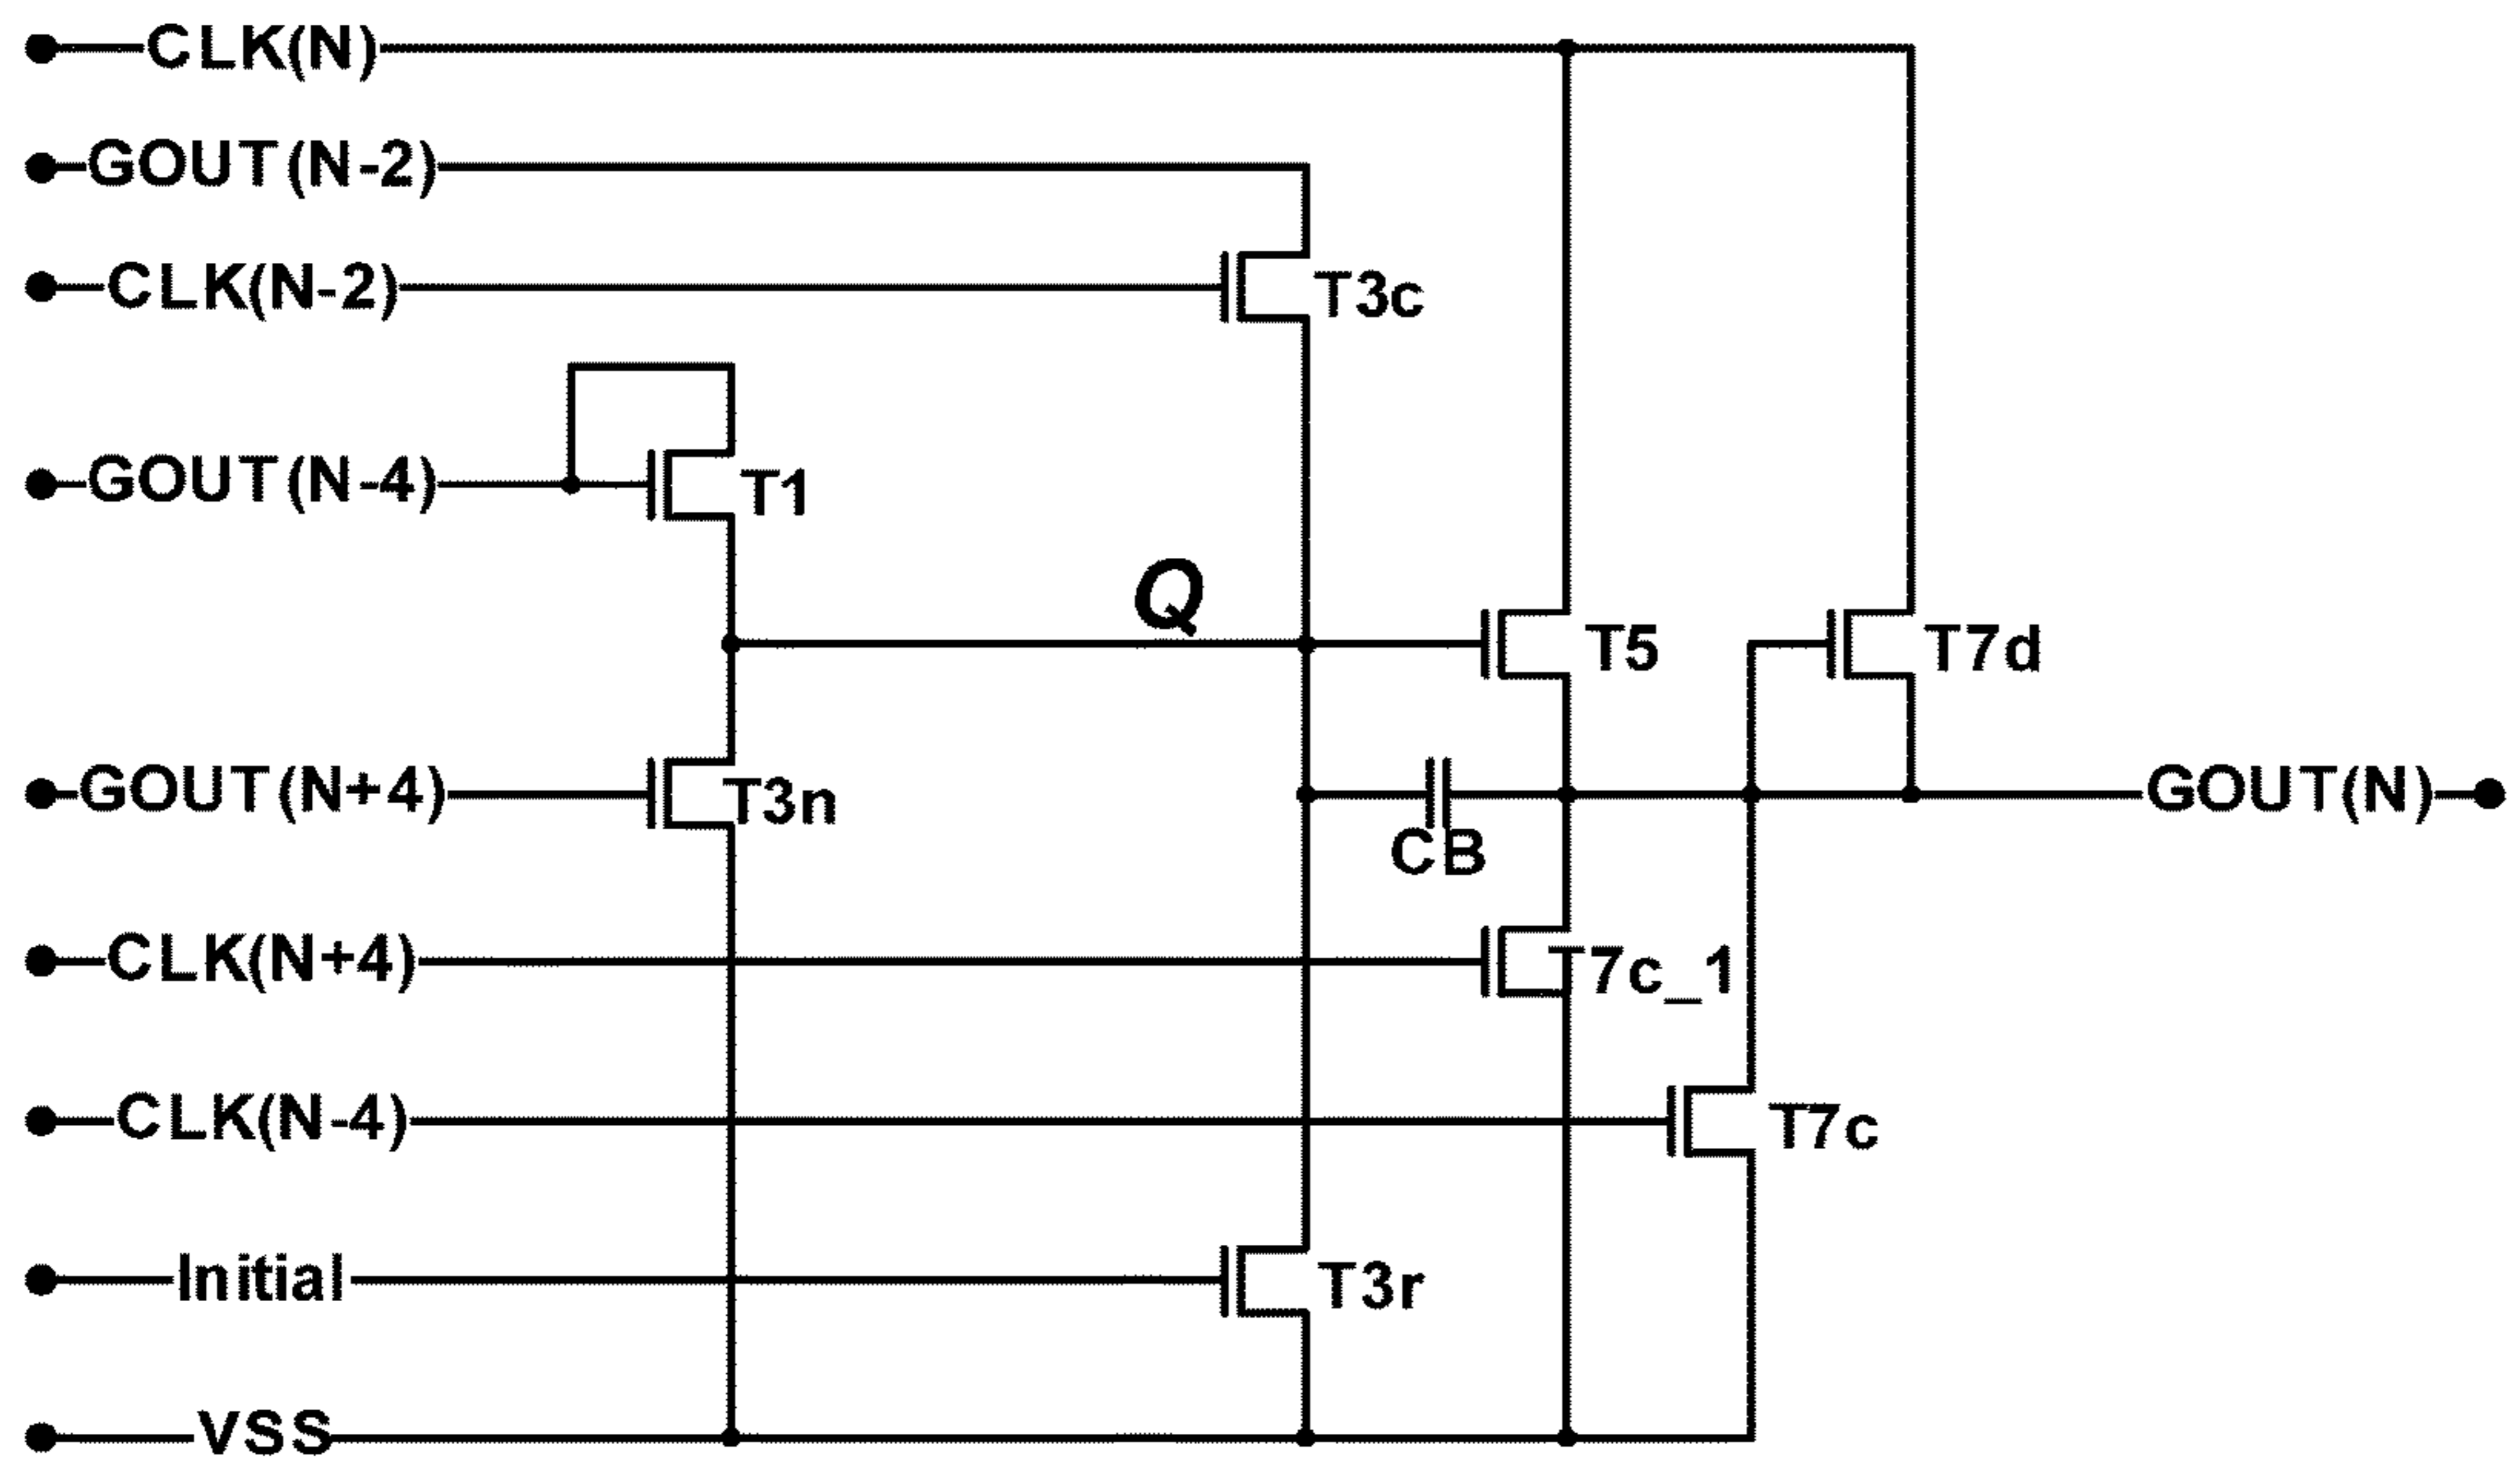 CLK(N)
GOUT(N-2)
CLK(N-2)
T3c
GOUT(N-4)
T1
Q
T5
T7d
GOUT(N+4)
T3n
CB
GOUT(N)
CLK(N+4)
T7c_1
CLK(N-4)
T7c
Initial
T3r
VSS